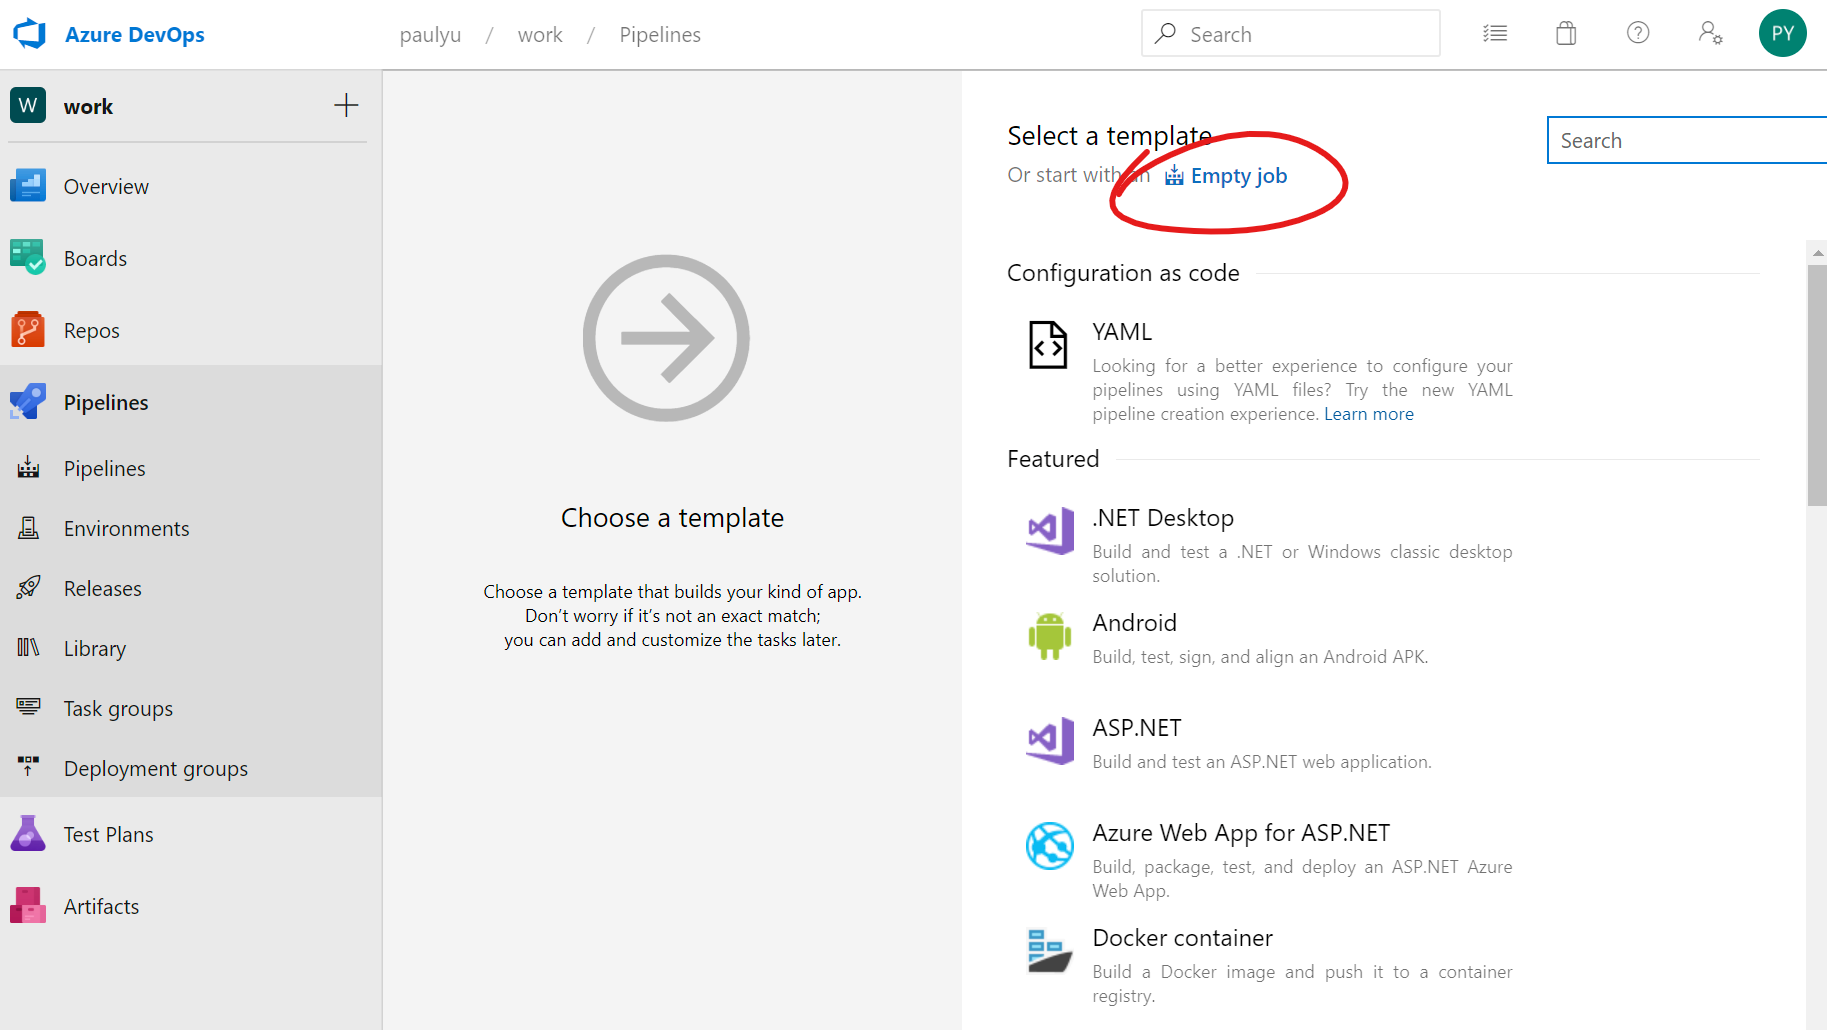 Azure DevOps
paulyu / work / Pipelines
Search
PY
W work
Overview
Boards
Repos
Pipelines
Pipelines
Environments
Releases
Library
Task groups
Deployment groups
Test Plans
Artifacts
Choose a template
Choose a template that builds your kind of app.
Don't worry if it's not an exact match;
you can add and customize the tasks later.
Select a template
Or start with an Empty job
Search
Configuration as code
YAML
Looking for a better experience to configure your
pipelines using YAML files? Try the new YAML
pipeline creation experience. Learn more
Featured
.NET Desktop
Build and test a .NET or Windows classic desktop
solution.
Android
Build, test, sign, and align an Android APK.
ASP.NET
Build and test an ASP.NET web application.
Azure Web App for ASP.NET
Build, package, test, and deploy an ASP.NET Azure
Web App.
Docker container
Build a Docker image and push it to a container
registry.